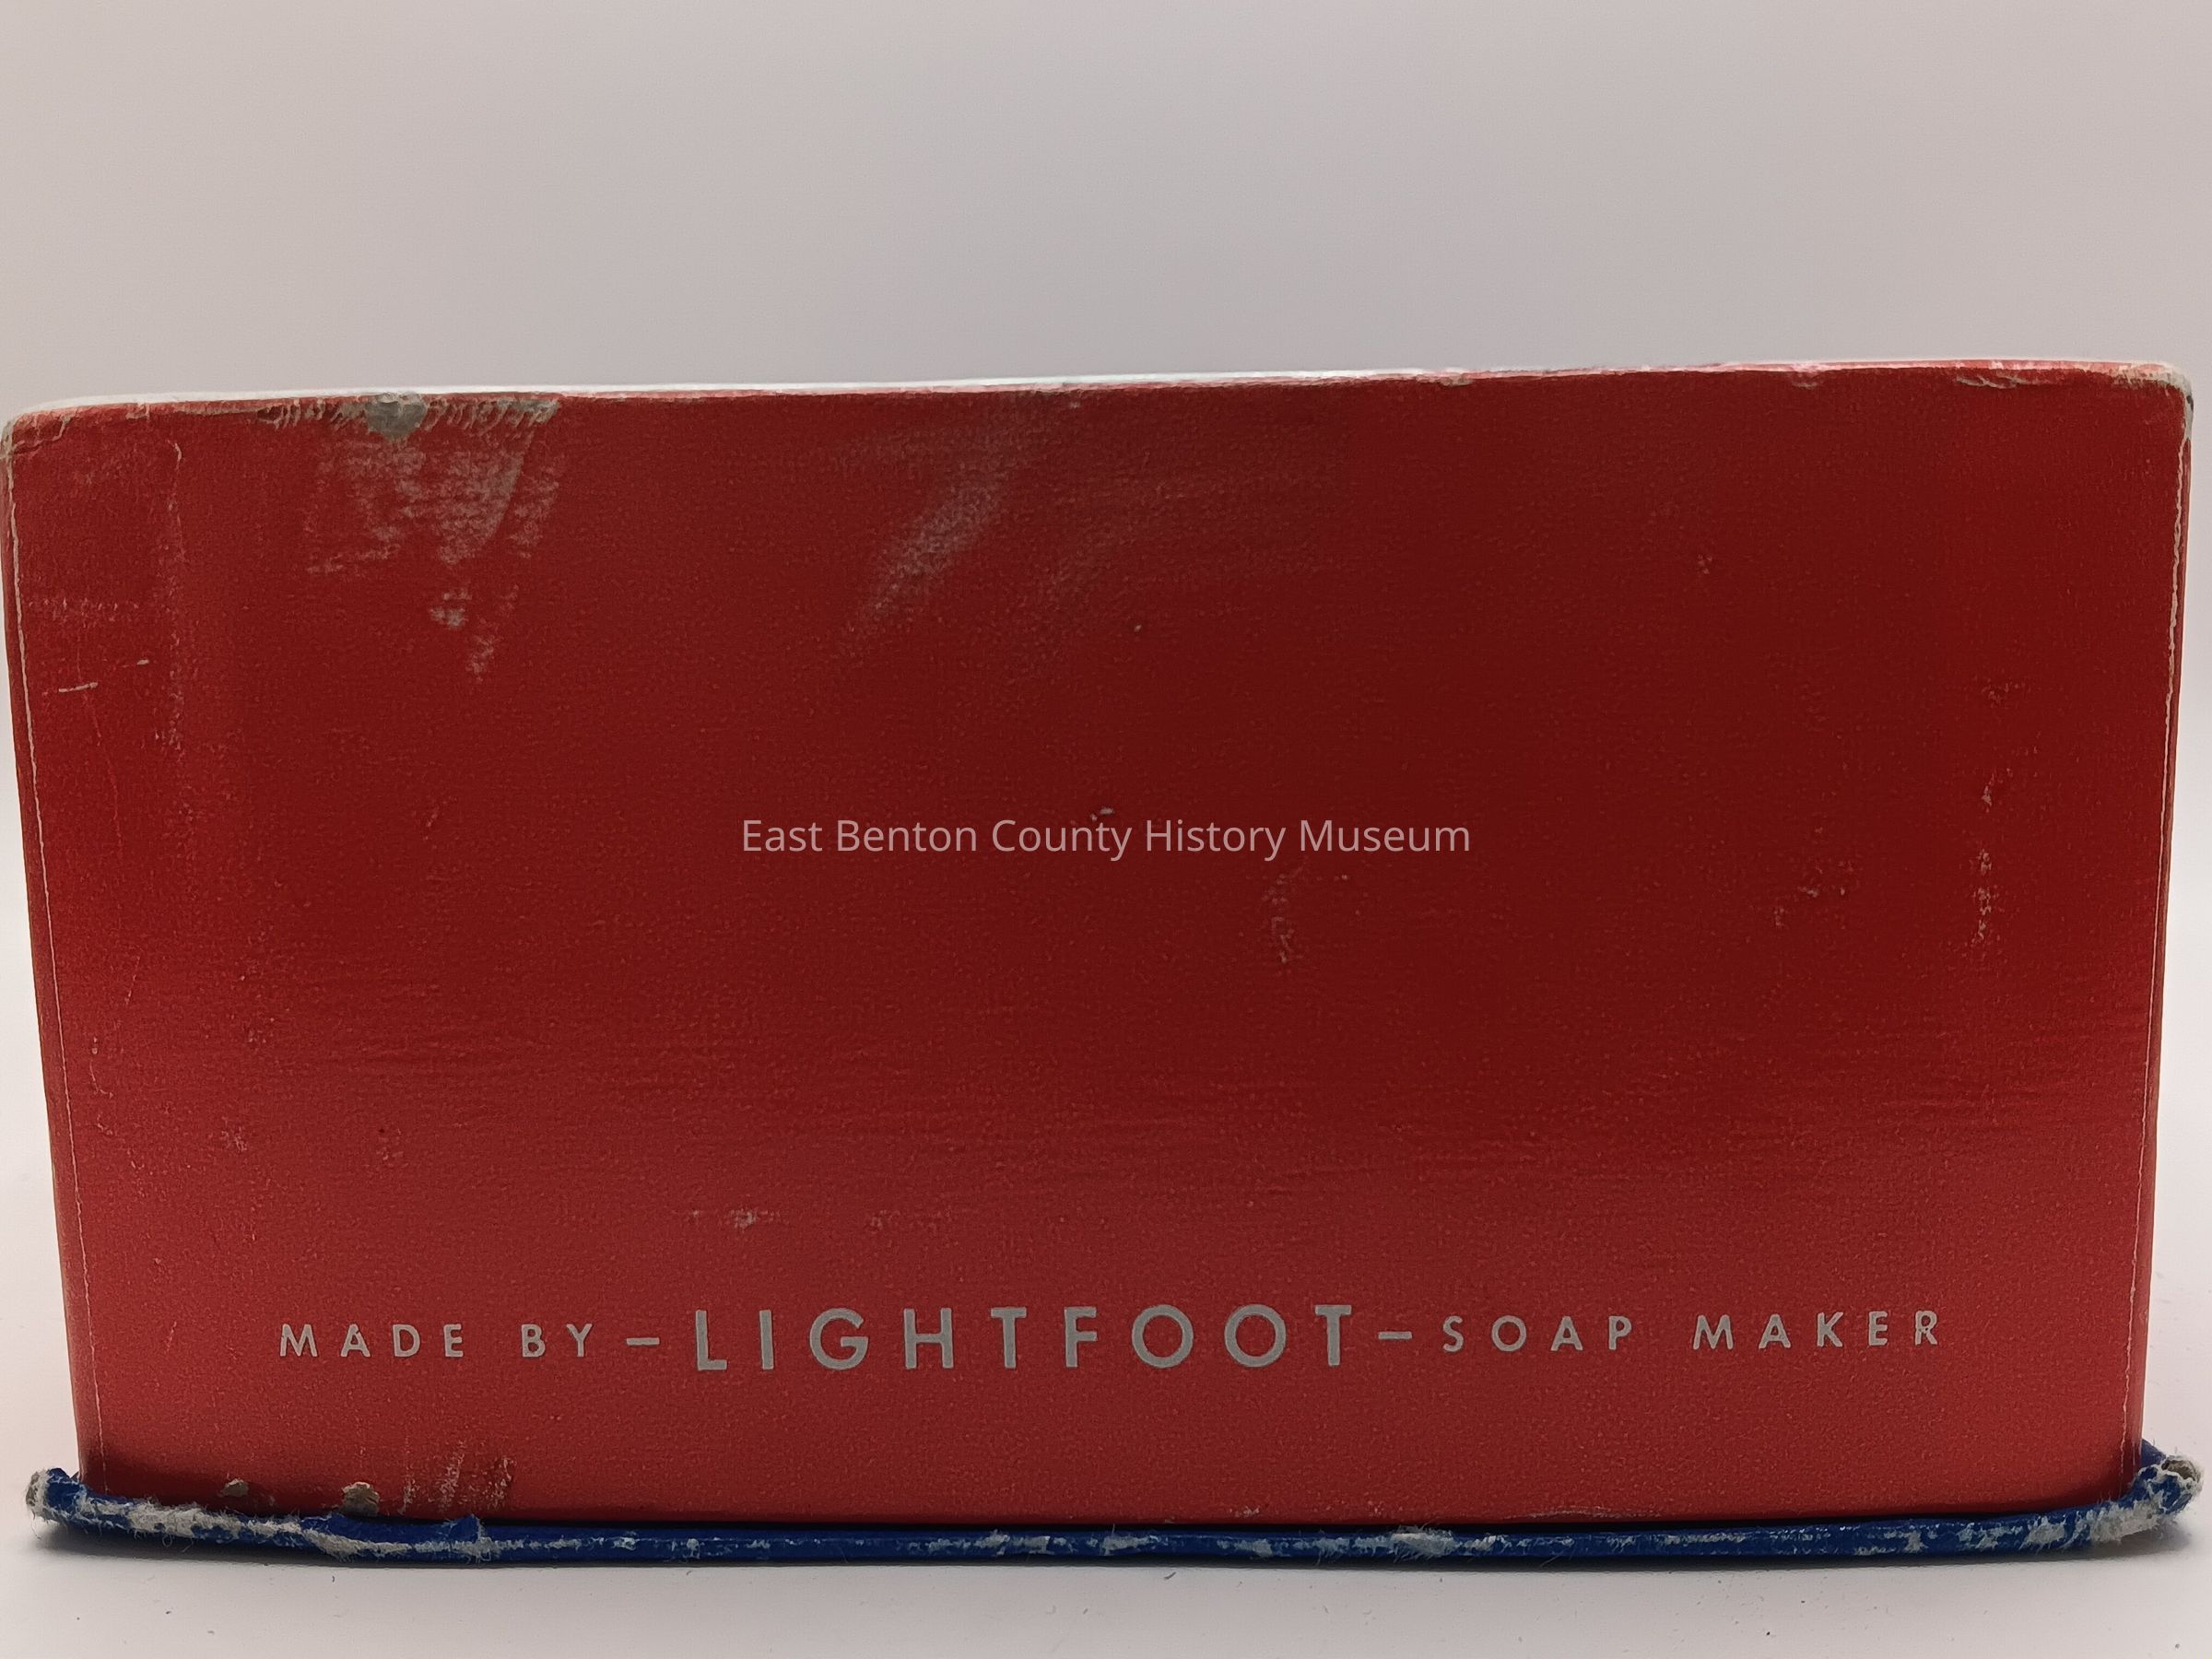 East Benton County History Museum
MADE BY – LIGHTFOOT – SOAP MAKER